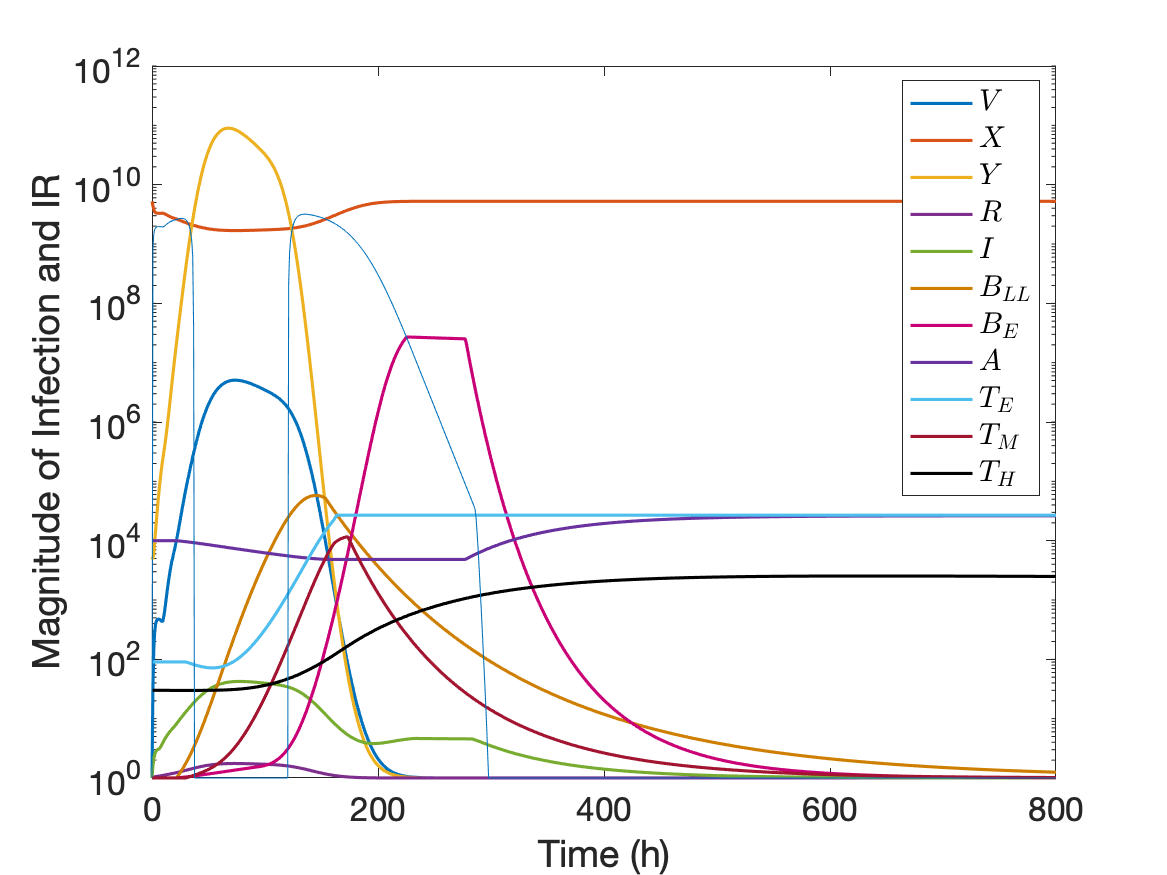 10^12
10^10
10^8
10^6
10^4
10^2
10^0
Magnitude of Infection and IR
V
X
Y
R
I
B_LL
B_E
A
T_E
T_M
T_H
0 200 400 600 800
Time (h)